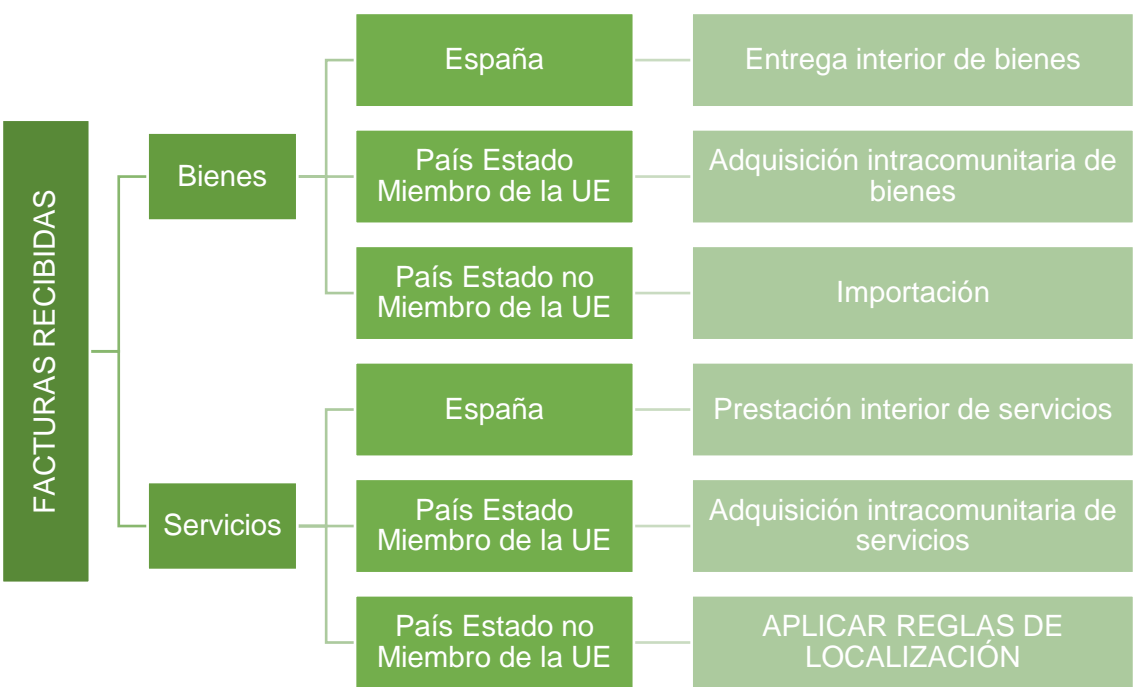 FACTURAS RECIBIDAS
Bienes
España
Entrega interior de bienes
País Estado
Miembro de la UE
Adquisición intracomunitaria de
bienes
País Estado no
Miembro de la UE
Importación
Servicios
España
Prestación interior de servicios
País Estado
Miembro de la UE
Adquisición intracomunitaria de
servicios
País Estado no
Miembro de la UE
APLICAR REGLAS DE
LOCALIZACIÓN